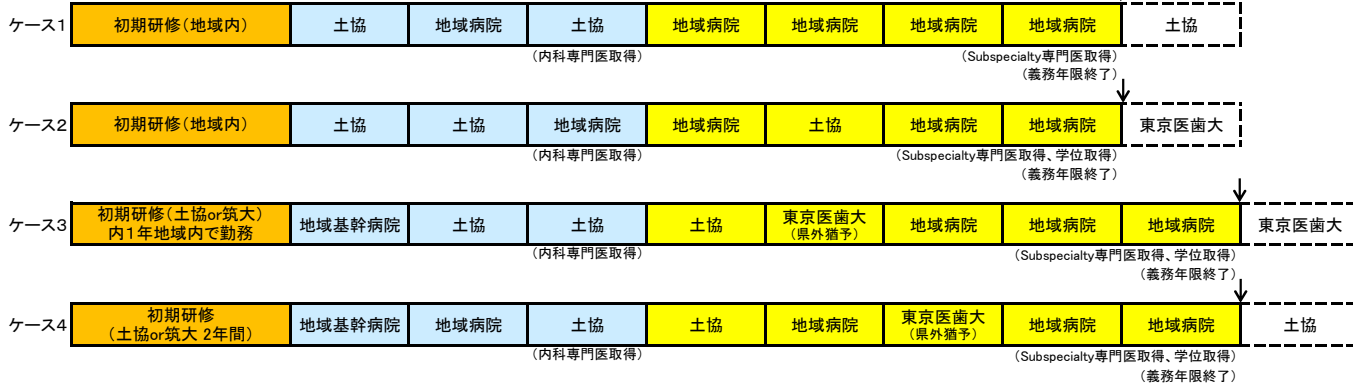 ケース1 初期研修(地域内) 土協 地域病院 土協 地域病院 地域病院 地域病院 地域病院 土協
(内科専門医取得) (Subspecialty専門医取得)
(義務年限終了)
↓
ケース2 初期研修(地域内) 土協 土協 地域病院 地域病院 土協 地域病院 地域病院 東京医歯大
(内科専門医取得) (Subspecialty専門医取得、学位取得)
(義務年限終了)
↓
ケース3 初期研修(土協or筑大) 内1年地域内で勤務 地域基幹病院 土協 土協 土協 東京医歯大 (県外猶予) 地域病院 地域病院 地域病院 東京医歯大
(内科専門医取得) (Subspecialty専門医取得、学位取得)
(義務年限終了)
↓
ケース4 初期研修 (土協or筑大 2年間) 地域基幹病院 地域病院 土協 土協 地域病院 東京医歯大 (県外猶予) 地域病院 地域病院 土協
(内科専門医取得) (Subspecialty専門医取得、学位取得)
(義務年限終了)